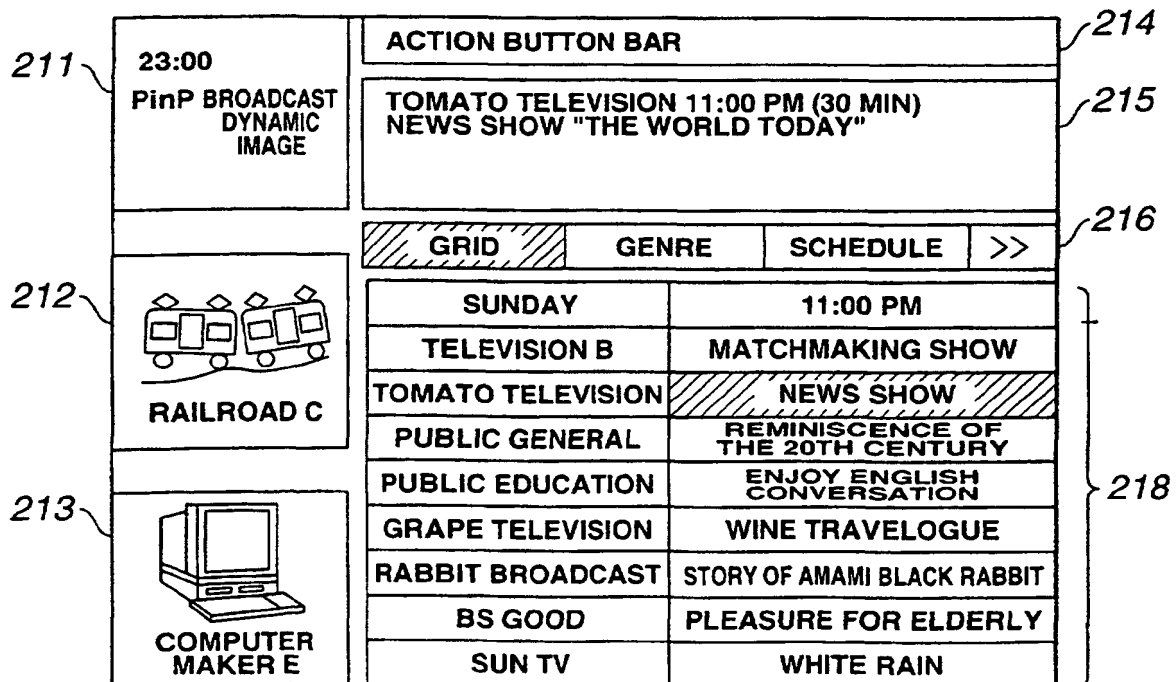 211
23:00
PinP BROADCAST
DYNAMIC
IMAGE
ACTION BUTTON BAR
214
TOMATO TELEVISION 11:00 PM (30 MIN)
NEWS SHOW "THE WORLD TODAY"
215
GRID GENRE SCHEDULE >>
216
212
RAILROAD C
213
COMPUTER
MAKER E
SUNDAY 11:00 PM
TELEVISION B MATCHMAKING SHOW
TOMATO TELEVISION NEWS SHOW
PUBLIC GENERAL REMINISCENCE OF
THE 20TH CENTURY
PUBLIC EDUCATION ENJOY ENGLISH
CONVERSATION
GRAPE TELEVISION WINE TRAVELOGUE
RABBIT BROADCAST STORY OF AMAMI BLACK RABBIT
BS GOOD PLEASURE FOR ELDERLY
SUN TV WHITE RAIN
218